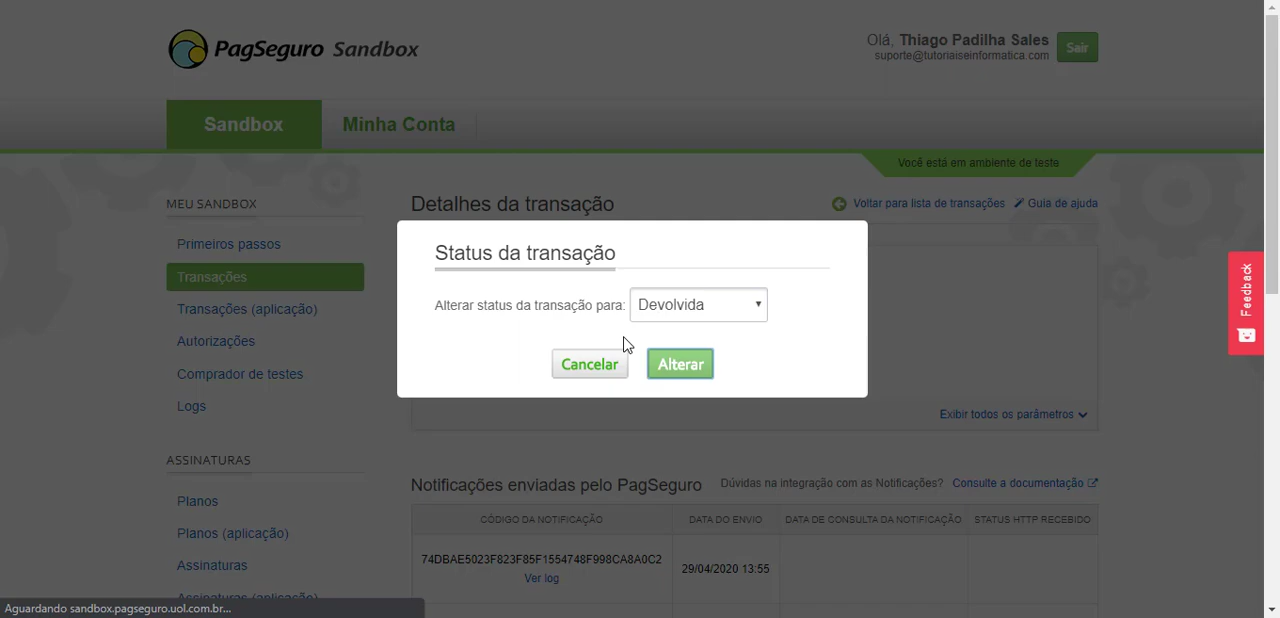 PagSeguro Sandbox
Olá, Thiago Padilha Sales
suporte@tutoriaiseinformatica.com
Sair
Sandbox
Minha Conta
Você está em ambiente de teste
MEU SANDBOX
Primeiros passos
Transações
Transações (aplicação)
Autorizações
Comprador de testes
Logs
ASSINATURAS
Planos
Planos (aplicação)
Assinaturas
Assinaturas (aplicação)
Detalhes da transação
Voltar para lista de transações
Guia de ajuda
Status da transação
Alterar status da transação para: Devolvida
Cancelar
Alterar
Exibir todos os parâmetros
Notificações enviadas pelo PagSeguro
Dúvidas na integração com as Notificações? Consulte a documentação
CÓDIGO DA NOTIFICAÇÃO DATA DO ENVIO DATA DE CONSULTA DA NOTIFICAÇÃO STATUS HTTP RECEBIDO
74DBAE5023F823F85F1554748F998CA8A0C2
29/04/2020 13:55
Ver log
Feedback
Aguardando sandbox.pagseguro.uol.com.br...